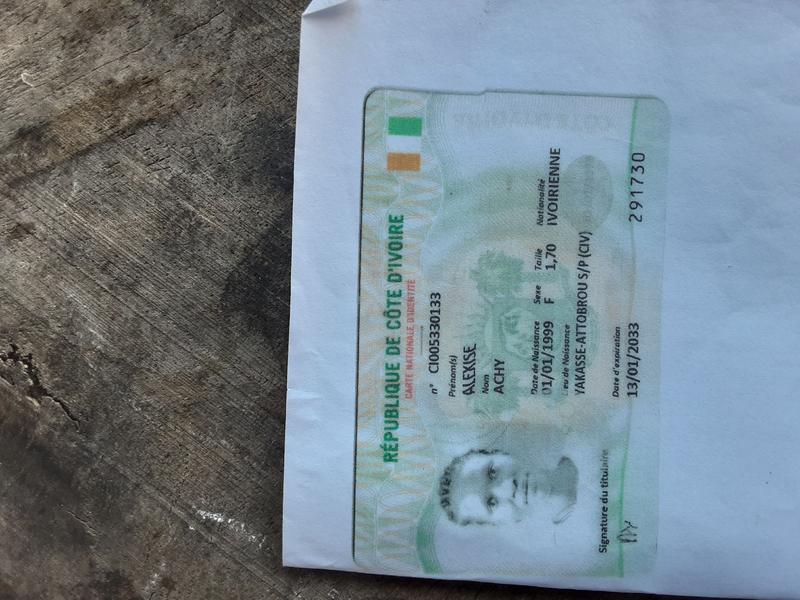 RÉPUBLIQUE DE CÔTE D'IVOIRE
CARTE NATIONALE D'IDENTITÉ
n° CI005330133
Prénom(s)
ALEXISE
Nom
ACHY
Date de Naissance Sexe Taille Nationalité
01/01/1999 F 1,70 IVOIRIENNE
Lieu de Naissance
YAKASSE-ATTOBROU S/P (CIV)
Date d'expiration
13/01/2033
291730
Signature du titulaire